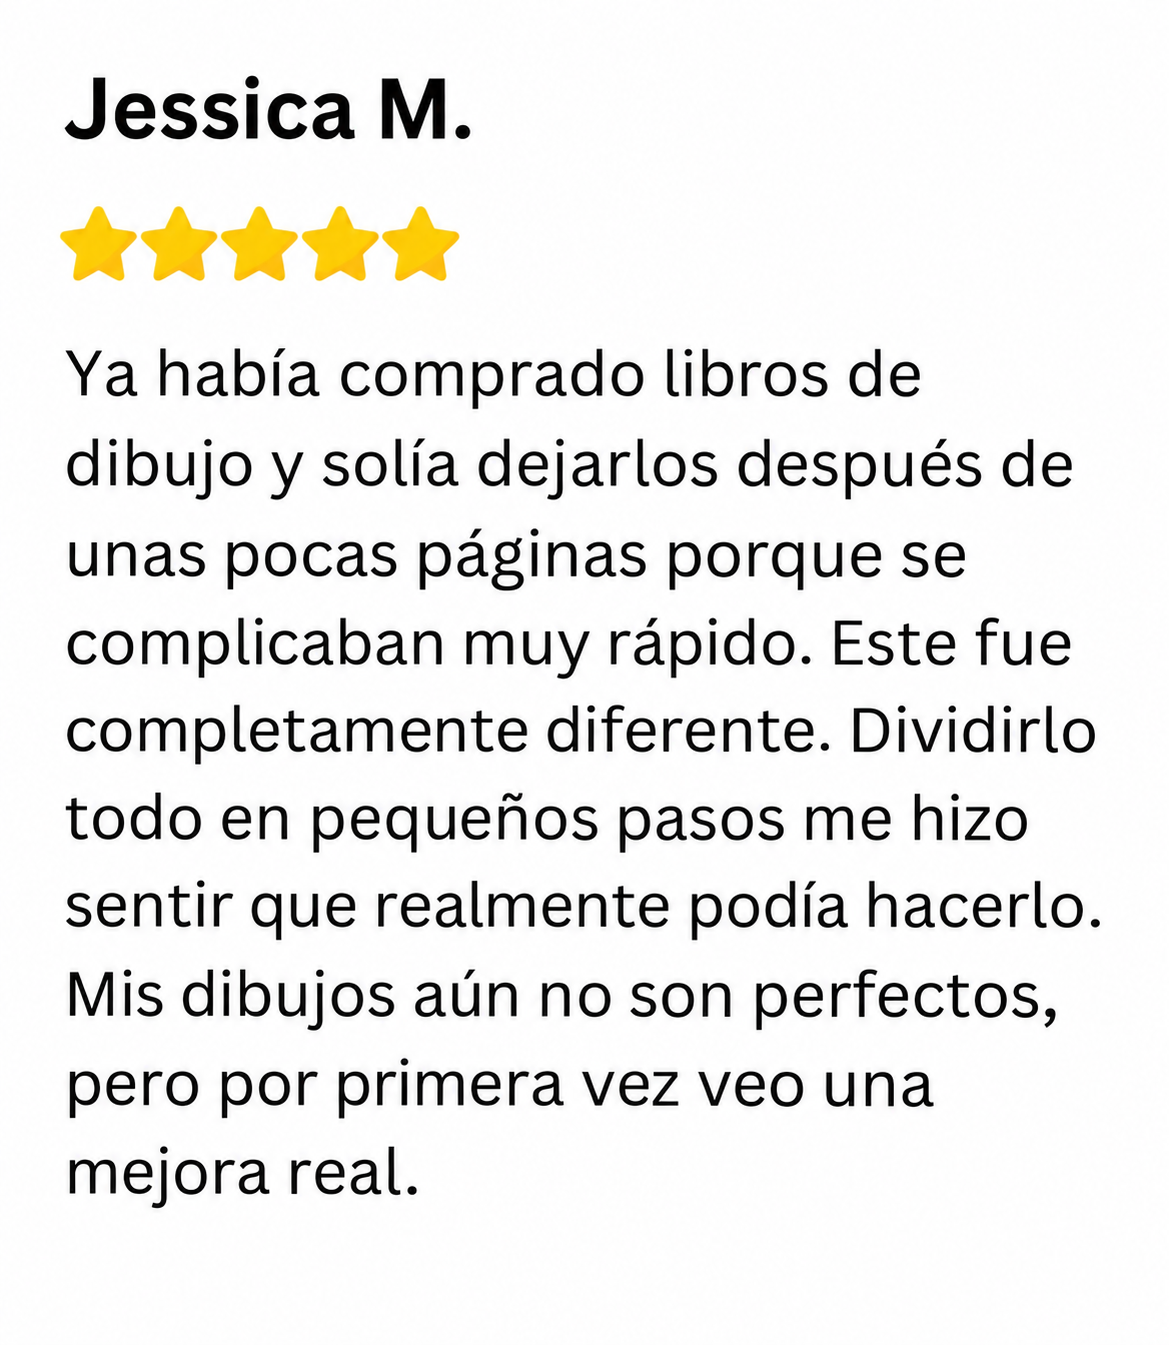 Jessica M.
⭐⭐⭐⭐⭐
Ya había comprado libros de
dibujo y solía dejarlos después de
unas pocas páginas porque se
complicaban muy rápido. Este fue
completamente diferente. Dividirlo
todo en pequeños pasos me hizo
sentir que realmente podía hacerlo.
Mis dibujos aún no son perfectos,
pero por primera vez veo una
mejora real.